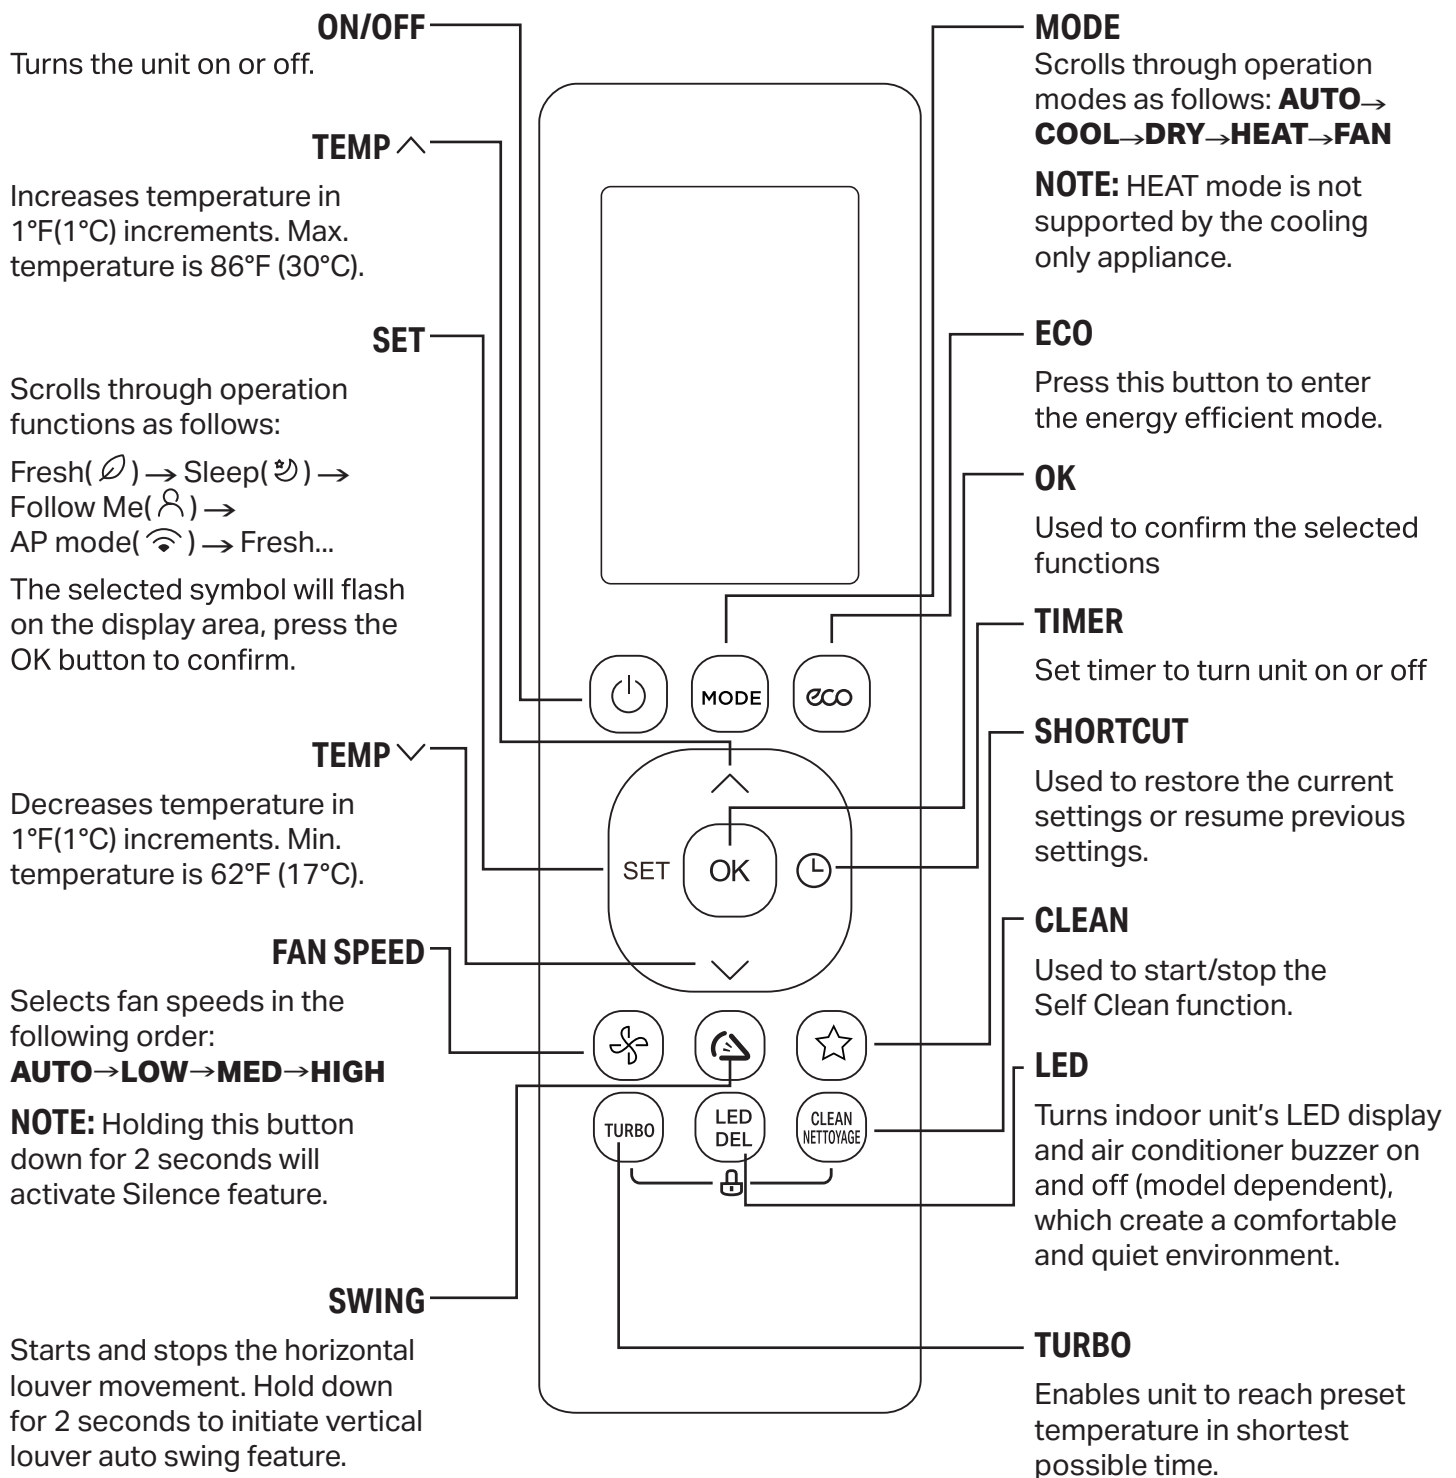 ON/OFF
Turns the unit on or off.
TEMP
Increases temperature in
1°F(1°C) increments. Max.
temperature is 86°F (30°C).
SET
Scrolls through operation
functions as follows:
Fresh( ) → Sleep( ) →
Follow Me( ) →
AP mode( ) → Fresh...
The selected symbol will flash
on the display area, press the
OK button to confirm.
TEMP
Decreases temperature in
1°F(1°C) increments. Min.
temperature is 62°F (17°C).
FAN SPEED
Selects fan speeds in the
following order:
AUTO→LOW→MED→HIGH
NOTE: Holding this button
down for 2 seconds will
activate Silence feature.
SWING
Starts and stops the horizontal
louver movement. Hold down
for 2 seconds to initiate vertical
louver auto swing feature.
MODE
eco
SET
OK
TURBO
LED
DEL
CLEAN
NETTOYAGE
MODE
Scrolls through operation
modes as follows: AUTO→
COOL→DRY→HEAT→FAN
NOTE: HEAT mode is not
supported by the cooling
only appliance.
ECO
Press this button to enter
the energy efficient mode.
OK
Used to confirm the selected
functions
TIMER
Set timer to turn unit on or off
SHORTCUT
Used to restore the current
settings or resume previous
settings.
CLEAN
Used to start/stop the
Self Clean function.
LED
Turns indoor unit's LED display
and air conditioner buzzer on
and off (model dependent),
which create a comfortable
and quiet environment.
TURBO
Enables unit to reach preset
temperature in shortest
possible time.